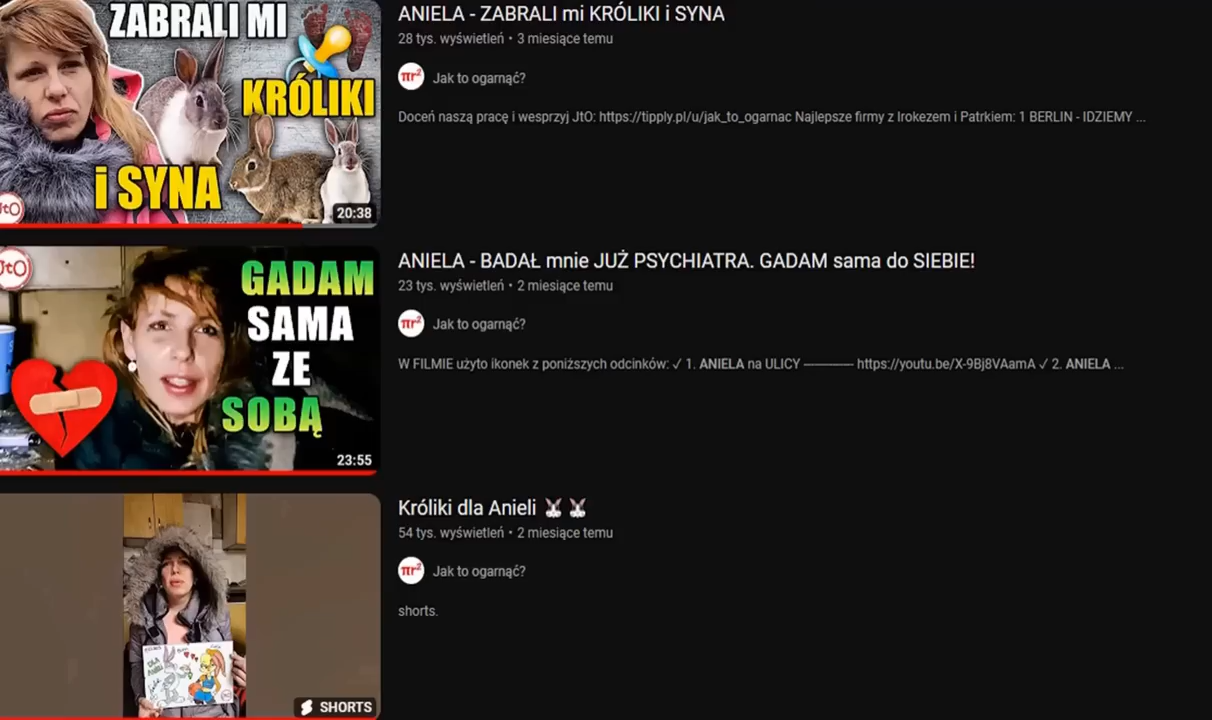 ZABRALI MI
KRÓLIKI
i SYNA
JtO
20:38
ANIELA - ZABRALI mi KRÓLIKI i SYNA
28 tys. wyświetleń • 3 miesiące temu
πr²
Jak to ogarnąć?
Doceń naszą pracę i wesprzyj JtO: https://tipply.pl/u/jak_to_ogarnac Najlepsze firmy z Irokezem i Patrkiem: 1 BERLIN - IDZIEMY ...
JtO
GADAM
SAMA
ZE
SOBĄ
23:55
ANIELA - BADAŁ mnie JUŻ PSYCHIATRA. GADAM sama do SIEBIE!
23 tys. wyświetleń • 2 miesiące temu
πr²
Jak to ogarnąć?
W FILMIE użyto ikonek z poniższych odcinków: ✓ 1. ANIELA na ULICY ———— https://youtu.be/X-9Bj8VAamA ✓ 2. ANIELA ...
DLA
SHORTS
Króliki dla Anieli 🐰🐰
54 tys. wyświetleń • 2 miesiące temu
πr²
Jak to ogarnąć?
shorts.